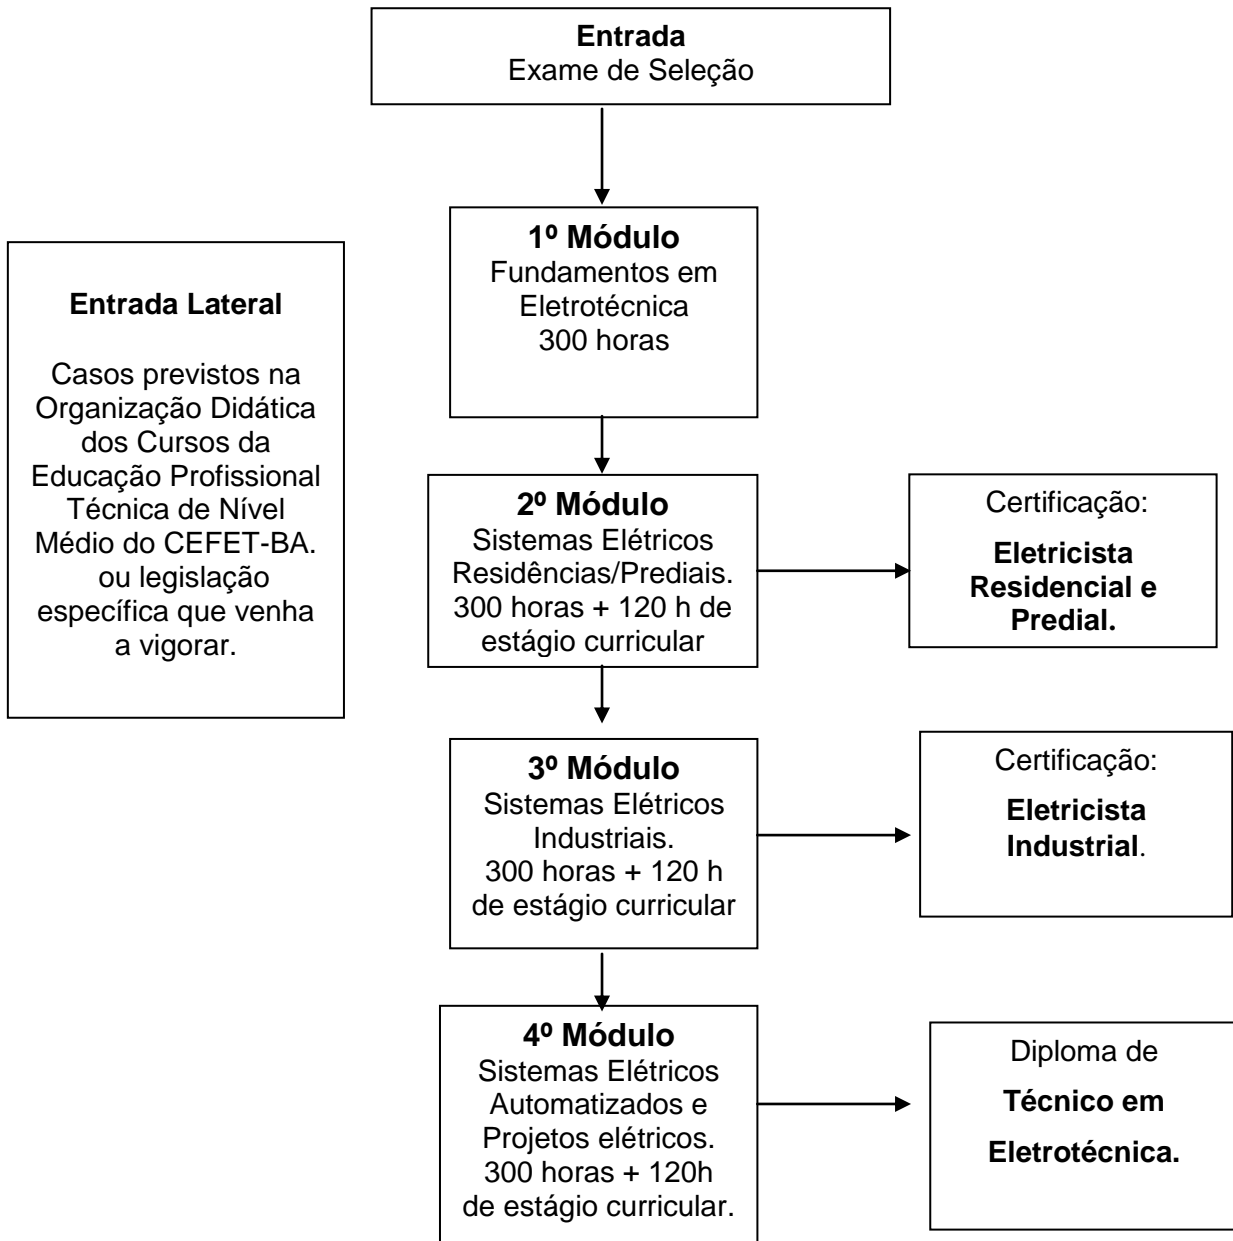 Entrada
Exame de Seleção
1º Módulo
Fundamentos em
Eletrotécnica
300 horas
Entrada Lateral
Casos previstos na
Organização Didática
dos Cursos da
Educação Profissional
Técnica de Nível
Médio do CEFET-BA.
ou legislação
específica que venha
a vigorar.
2º Módulo
Sistemas Elétricos
Residências/Prediais.
300 horas + 120 h de
estágio curricular
Certificação:
Eletricista
Residencial e
Predial.
3º Módulo
Sistemas Elétricos
Industriais.
300 horas + 120 h
de estágio curricular
Certificação:
Eletricista
Industrial.
4º Módulo
Sistemas Elétricos
Automatizados e
Projetos elétricos.
300 horas + 120h
de estágio curricular.
Diploma de
Técnico em
Eletrotécnica.